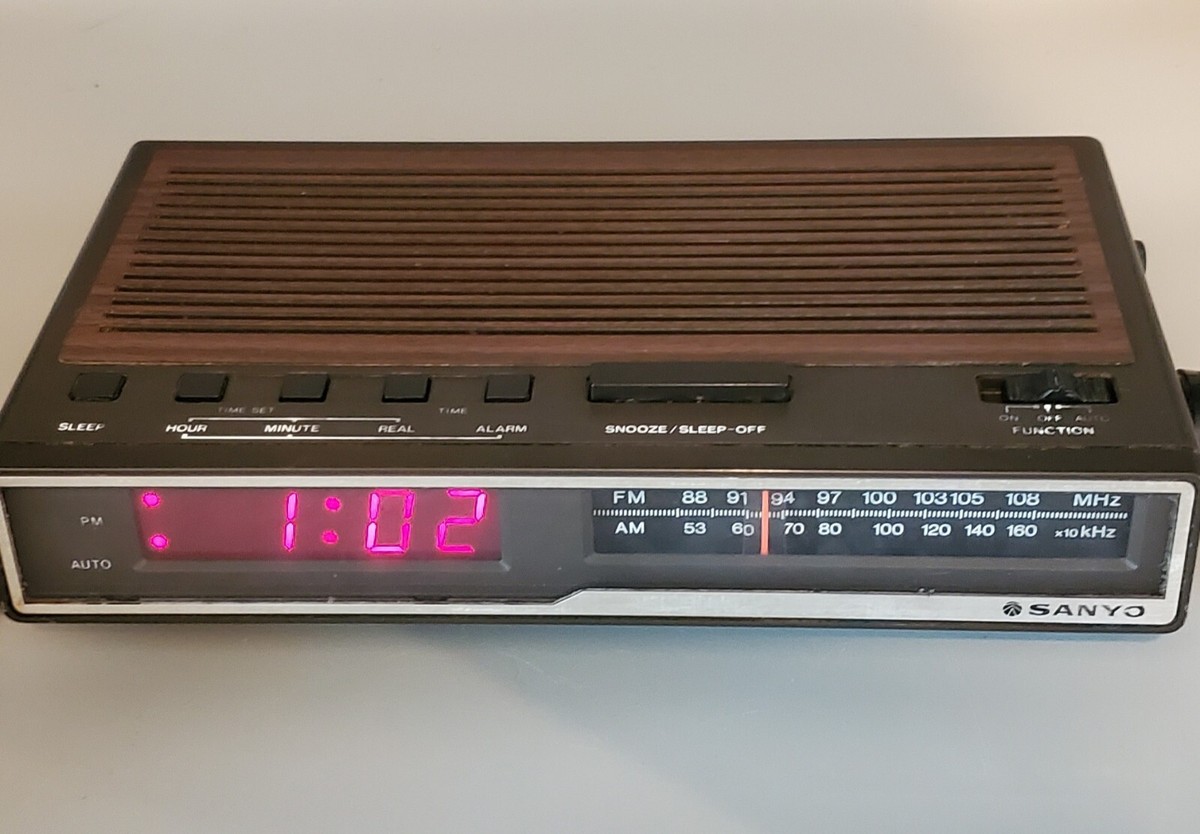 TIME SET TIME
SLEEP HOUR MINUTE REAL ALARM SNOOZE/SLEEP-OFF
ON OFF AUTO
FUNCTION
PM
AUTO
1:02
FM 88 91 94 97 100 103 105 108 MHz
AM 53 60 70 80 100 120 140 160 x10kHz
SANYO